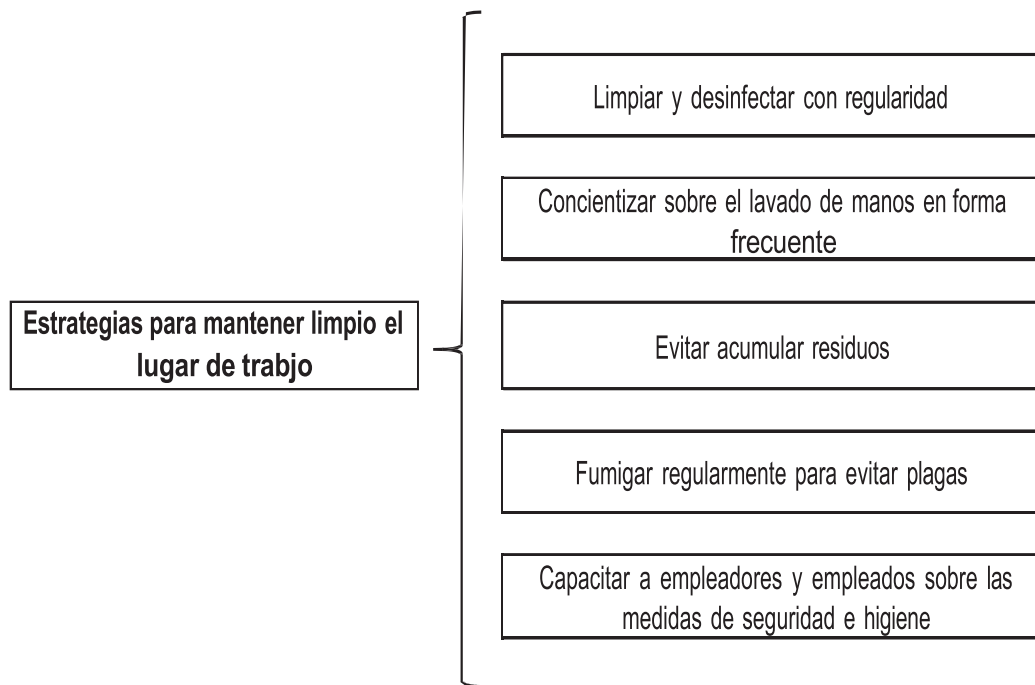 Limpiar y desinfectar con regularidad
Concientizar sobre el lavado de manos en forma
frecuente
Estrategias para mantener limpio el
lugar de trabjo
Evitar acumular residuos
Fumigar regularmente para evitar plagas
Capacitar a empleadores y empleados sobre las
medidas de seguridad e higiene